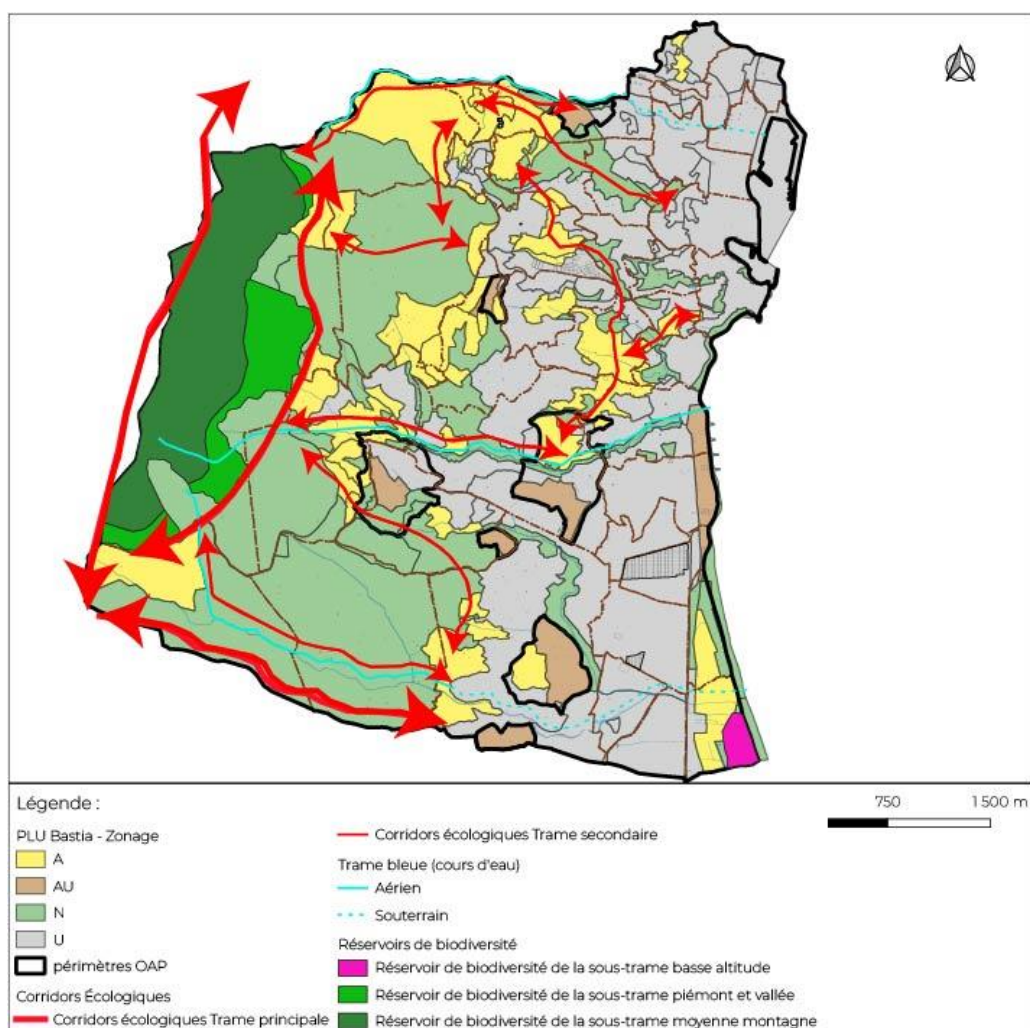 Légende :
750 1 500 m
PLU Bastia - Zonage
A
AU
N
U
périmètres OAP
Corridors Écologiques
Corridors écologiques Trame principale
Corridors écologiques Trame secondaire
Trame bleue (cours d'eau)
Aérien
Souterrain
Réservoirs de biodiversité
Réservoir de biodiversité de la sous-trame basse altitude
Réservoir de biodiversité de la sous-trame piémont et vallée
Réservoir de biodiversité de la sous-trame moyenne montagne